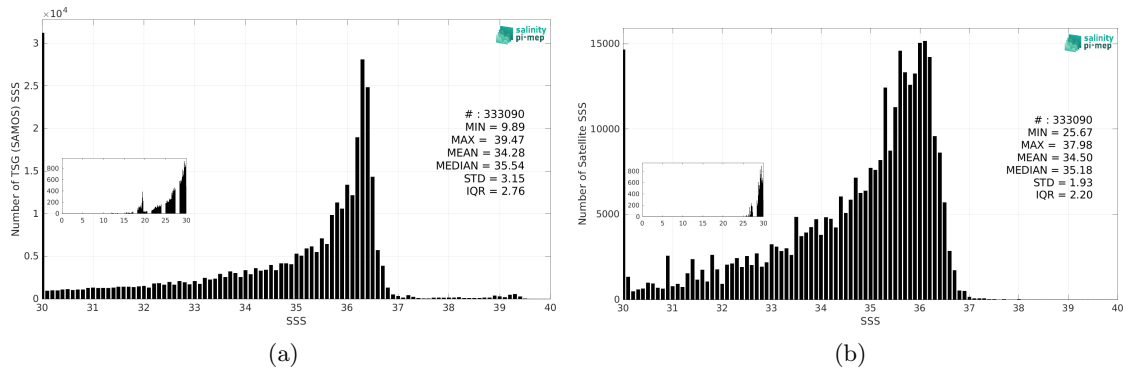 ×10⁴
salinity
pi-mep
Number of TSG (SAMOS) SSS
3
2.5
2
1.5
1
0.5
0
# : 333090
MIN = 9.89
MAX = 39.47
MEAN = 34.28
MEDIAN = 35.54
STD = 3.15
IQR = 2.76
800
600
400
200
0
0 5 10 15 20 25 30
30 31 32 33 34 35 36 37 38 39 40
SSS
(a)
salinity
pi-mep
Number of Satellite SSS
15000
10000
5000
0
# : 333090
MIN = 25.67
MAX = 37.98
MEAN = 34.50
MEDIAN = 35.18
STD = 1.93
IQR = 2.20
800
600
400
200
0
0 5 10 15 20 25 30
30 31 32 33 34 35 36 37 38 39 40
SSS
(b)